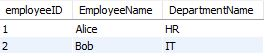 employeeID EmployeeName DepartmentName
1 Alice HR
2 Bob IT